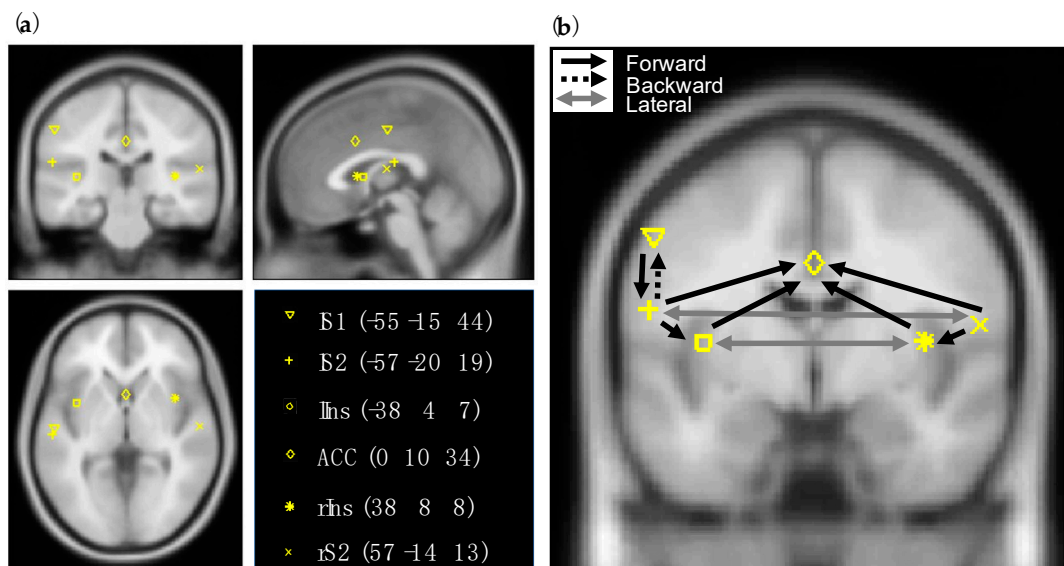 (a)
lS1 (-55 -15 44)
lS2 (-57 -20 19)
lIns (-38 4 7)
ACC (0 10 34)
rIns (38 8 8)
rS2 (57 -14 13)
(b)
Forward
Backward
Lateral